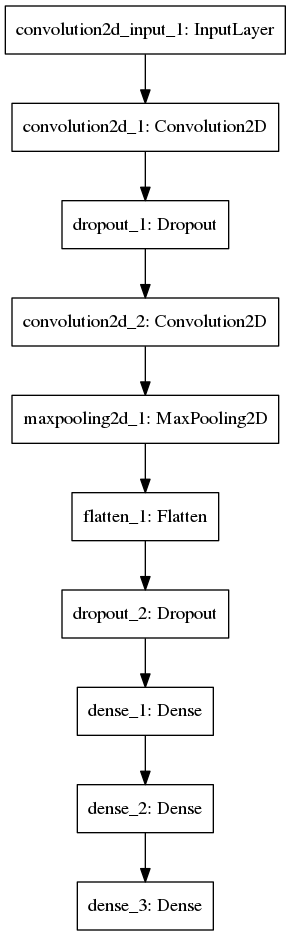 convolution2d_input_1: InputLayer
convolution2d_1: Convolution2D
dropout_1: Dropout
convolution2d_2: Convolution2D
maxpooling2d_1: MaxPooling2D
flatten_1: Flatten
dropout_2: Dropout
dense_1: Dense
dense_2: Dense
dense_3: Dense